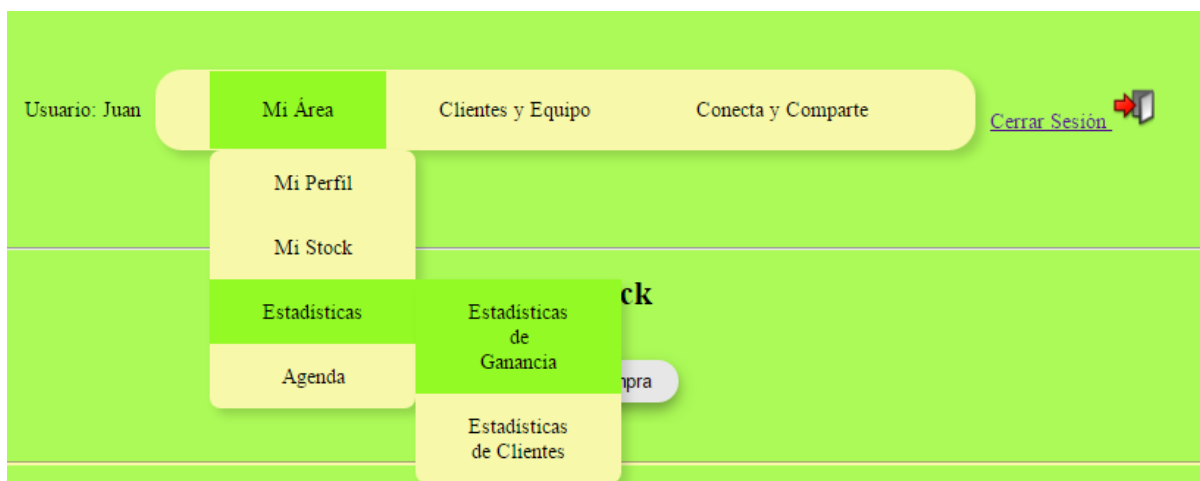 Usuario: Juan
Mi Área
Clientes y Equipo
Conecta y Comparte
Cerrar Sesión
Mi Perfil
Mi Stock
Estadísticas
Agenda
Estadísticas
de
Ganancia
Estadísticas
de Clientes
ck
pra